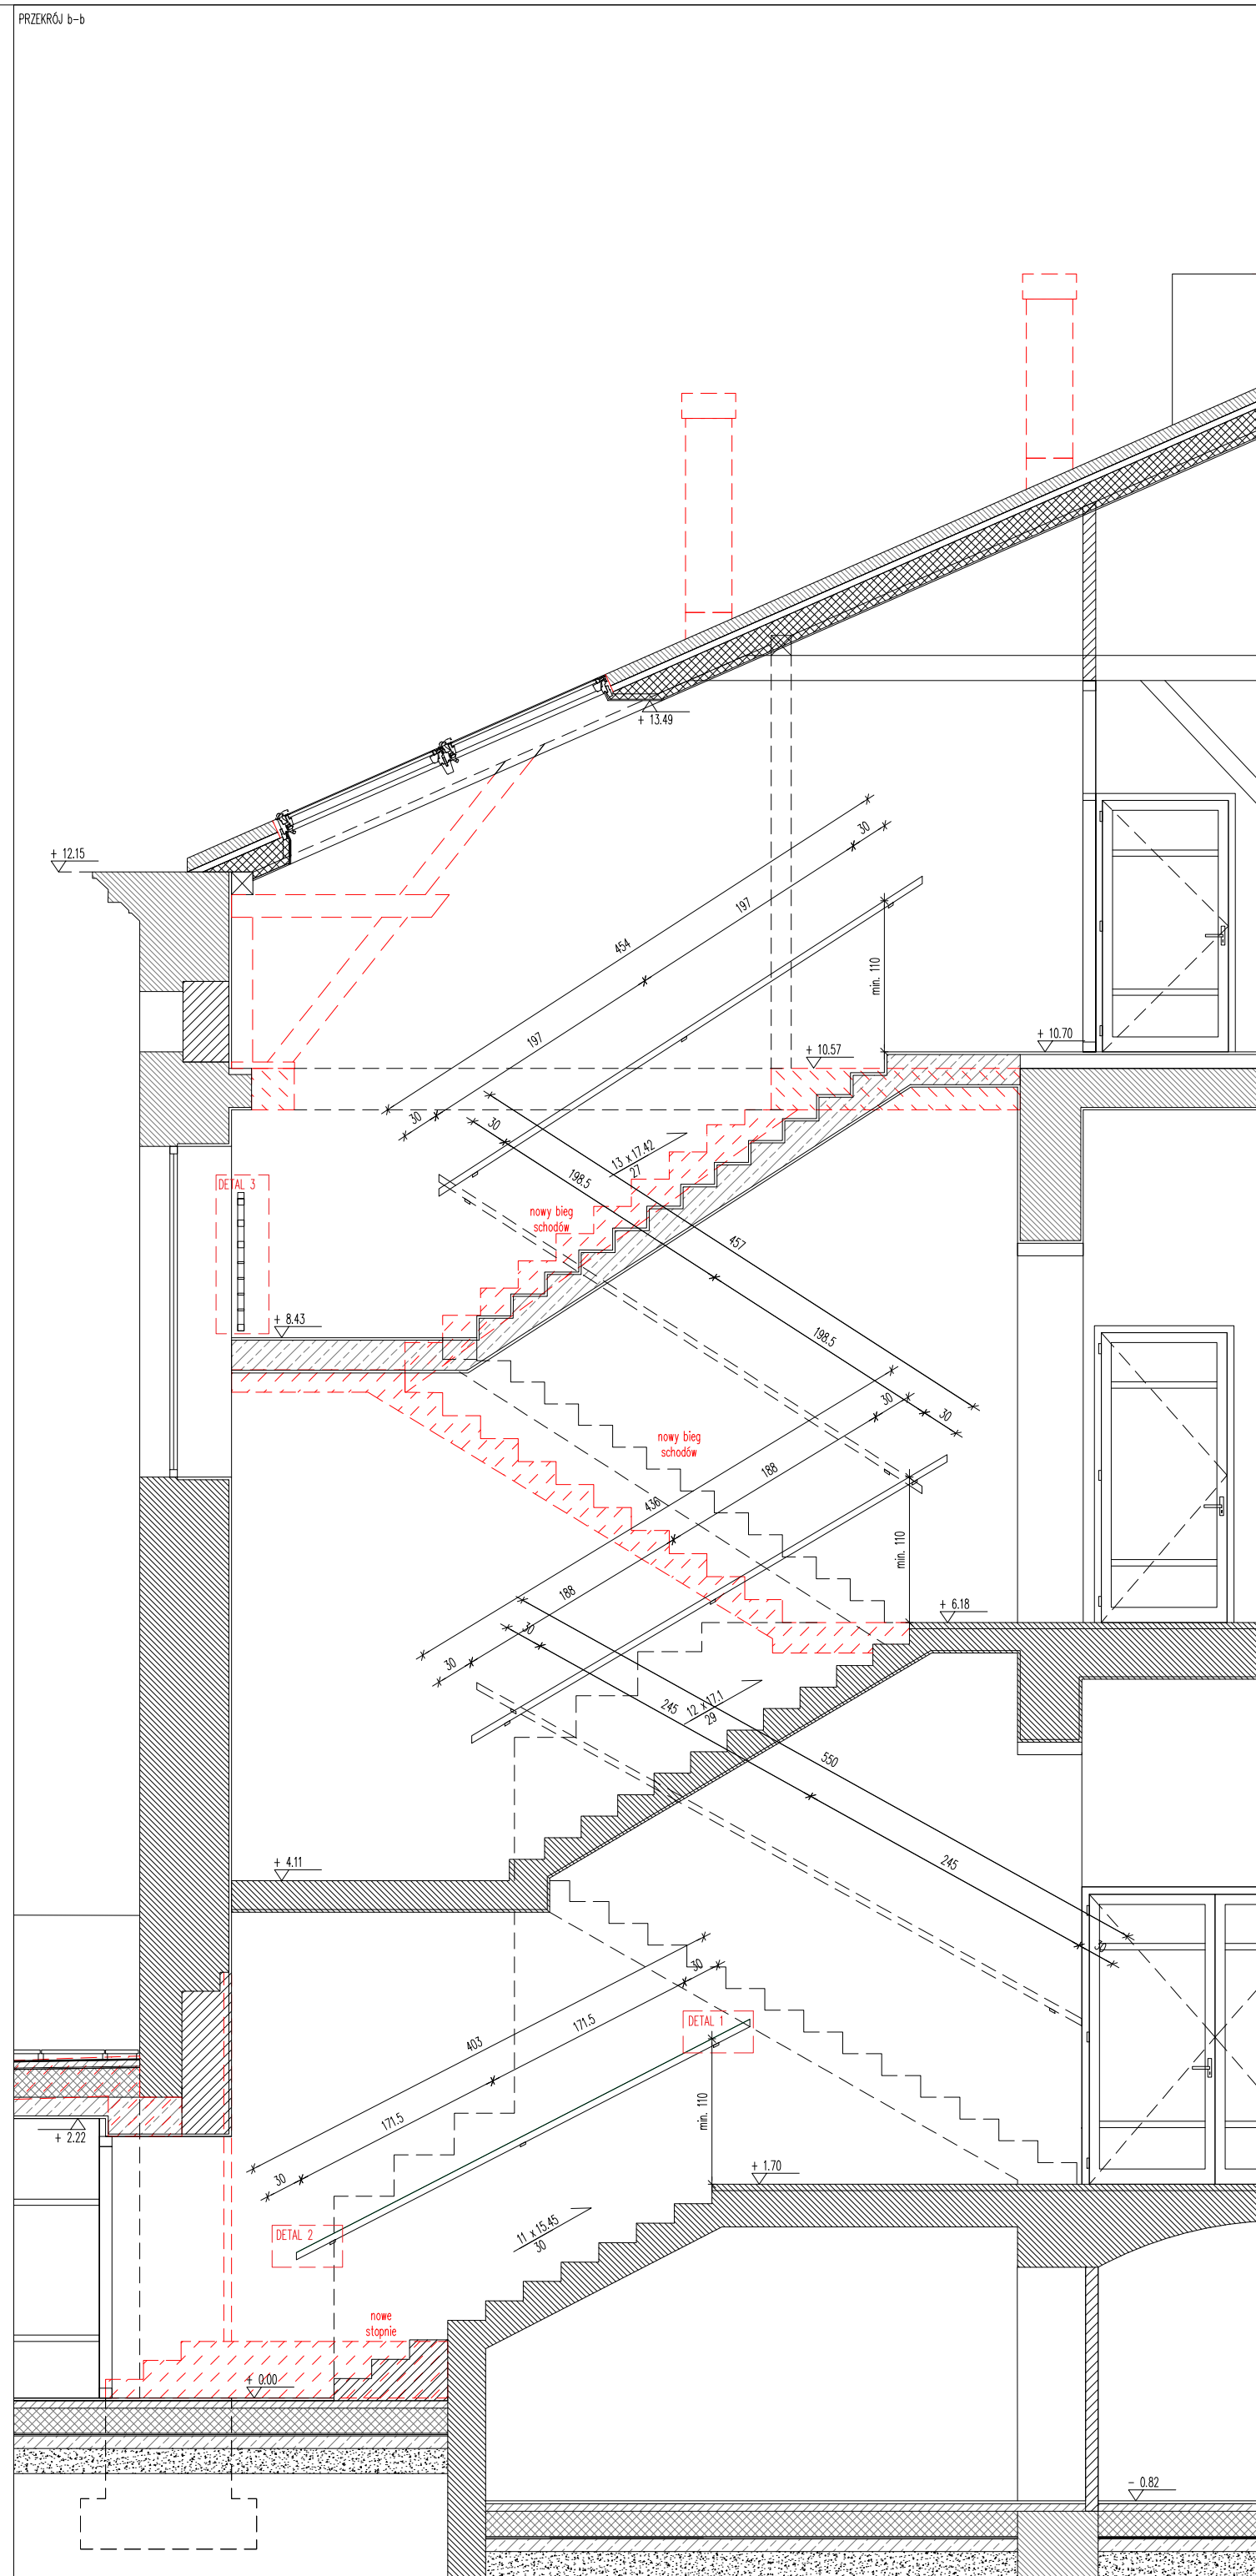 PRZEKRÓJ b-b
+ 13.49
+ 12.15
30
197
454
min. 110
197
+ 10.70
+ 10.57
30
30
13 x 17.42
27
198.5
DETAL 3
nowy bieg
schodów
457
+ 8.43
198.5
30
30
nowy bieg
schodów
188
436
min. 110
188
+ 6.18
30
30
245
12 x 17.1
29
550
245
+ 4.11
30
30
DETAL 1
171.5
403
min. 110
171.5
+ 2.22
30
+ 1.70
DETAL 2
11 x 15.45
30
nowe
stopnie
+ 0.00
- 0.82